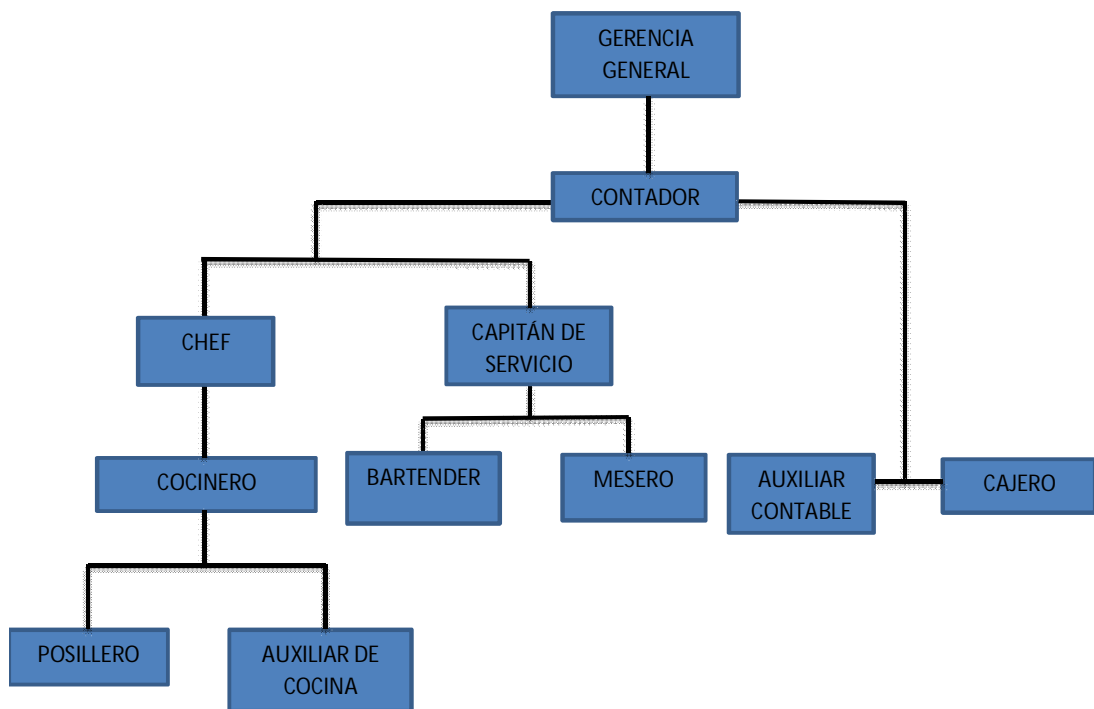 GERENCIA
GENERAL
CONTADOR
CHEF
CAPITÁN DE
SERVICIO
COCINERO
BARTENDER
MESERO
AUXILIAR
CONTABLE
CAJERO
POSILLERO
AUXILIAR DE
COCINA